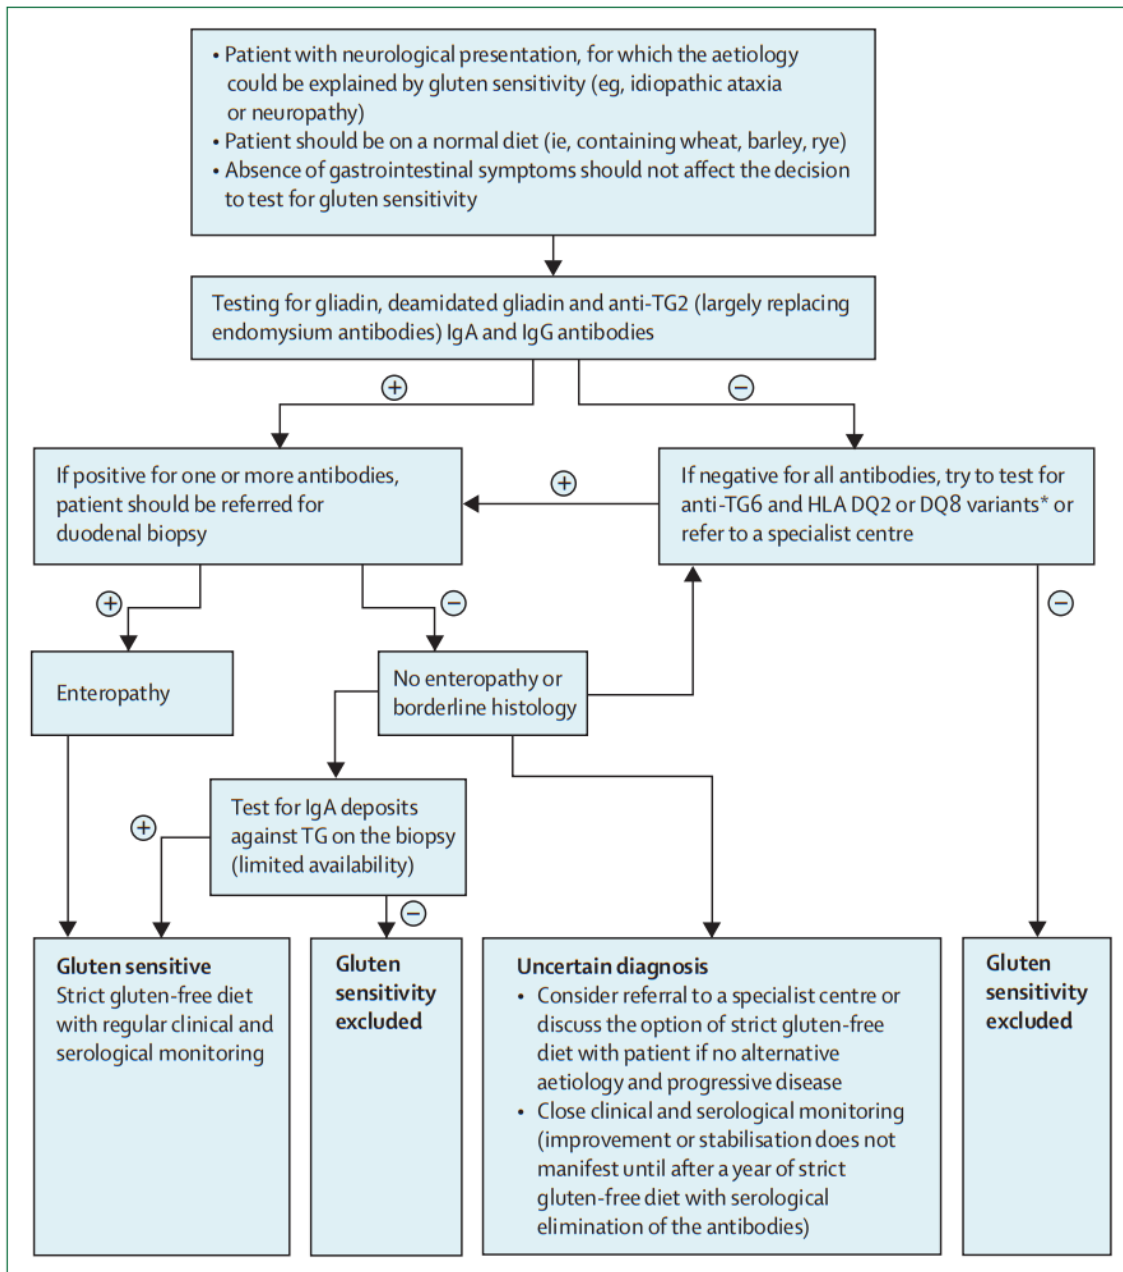 • Patient with neurological presentation, for which the aetiology
could be explained by gluten sensitivity (eg, idiopathic ataxia
or neuropathy)
• Patient should be on a normal diet (ie, containing wheat, barley, rye)
• Absence of gastrointestinal symptoms should not affect the decision
to test for gluten sensitivity
Testing for gliadin, deamidated gliadin and anti-TG2 (largely replacing
endomysium antibodies) IgA and IgG antibodies
+
−
If positive for one or more antibodies,
patient should be referred for
duodenal biopsy
+
If negative for all antibodies, try to test for
anti-TG6 and HLA DQ2 or DQ8 variants* or
refer to a specialist centre
+
−
−
Enteropathy
No enteropathy or
borderline histology
Test for IgA deposits
against TG on the biopsy
(limited availability)
+
−
Gluten sensitive
Strict gluten-free diet
with regular clinical and
serological monitoring
Gluten
sensitivity
excluded
Uncertain diagnosis
• Consider referral to a specialist centre or
discuss the option of strict gluten-free
diet with patient if no alternative
aetiology and progressive disease
• Close clinical and serological monitoring
(improvement or stabilisation does not
manifest until after a year of strict
gluten-free diet with serological
elimination of the antibodies)
Gluten
sensitivity
excluded